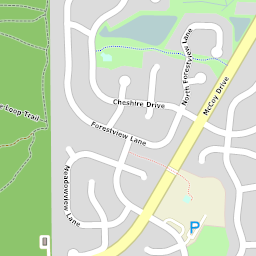 North Forestview Lane
McCoy Drive
Cheshire Drive
Loop Trail
Forestview Lane
Meadowview Lane
P